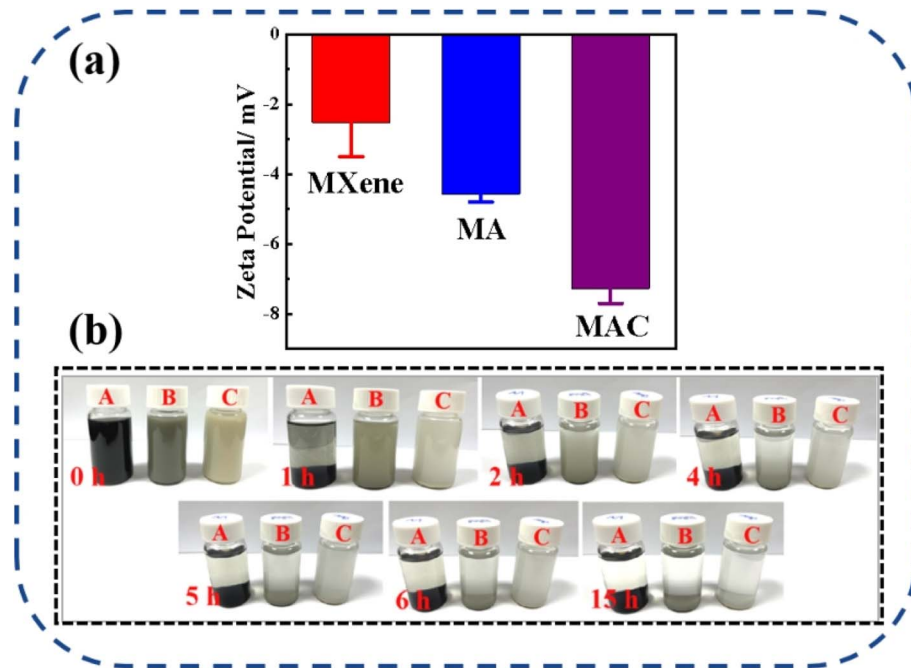 (a)
0
-2
-4
-6
-8
Zeta Potential/ mV
MXene
MA
MAC
(b)
A B C
0 h
A B C
1 h
A B C
2 h
A B C
4 h
A B C
5 h
A B C
6 h
A B C
15 h